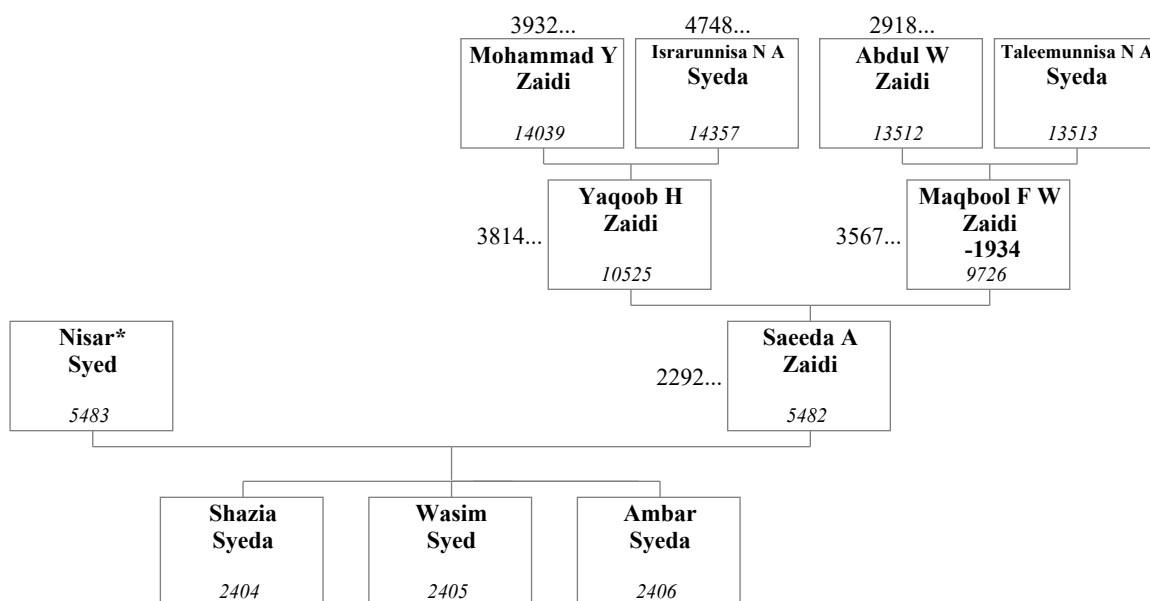 3932...
4748...
2918...
Mohammad Y
Zaidi
14039
Israrunnisa N A
Syeda
14357
Abdul W
Zaidi
13512
Taleemunnisa N A
Syeda
13513
3814...
Yaqoob H
Zaidi
10525
3567...
Maqbool F W
Zaidi
-1934
9726
Nisar*
Syed
5483
2292...
Saeeda A
Zaidi
5482
Shazia
Syeda
2404
Wasim
Syed
2405
Ambar
Syeda
2406